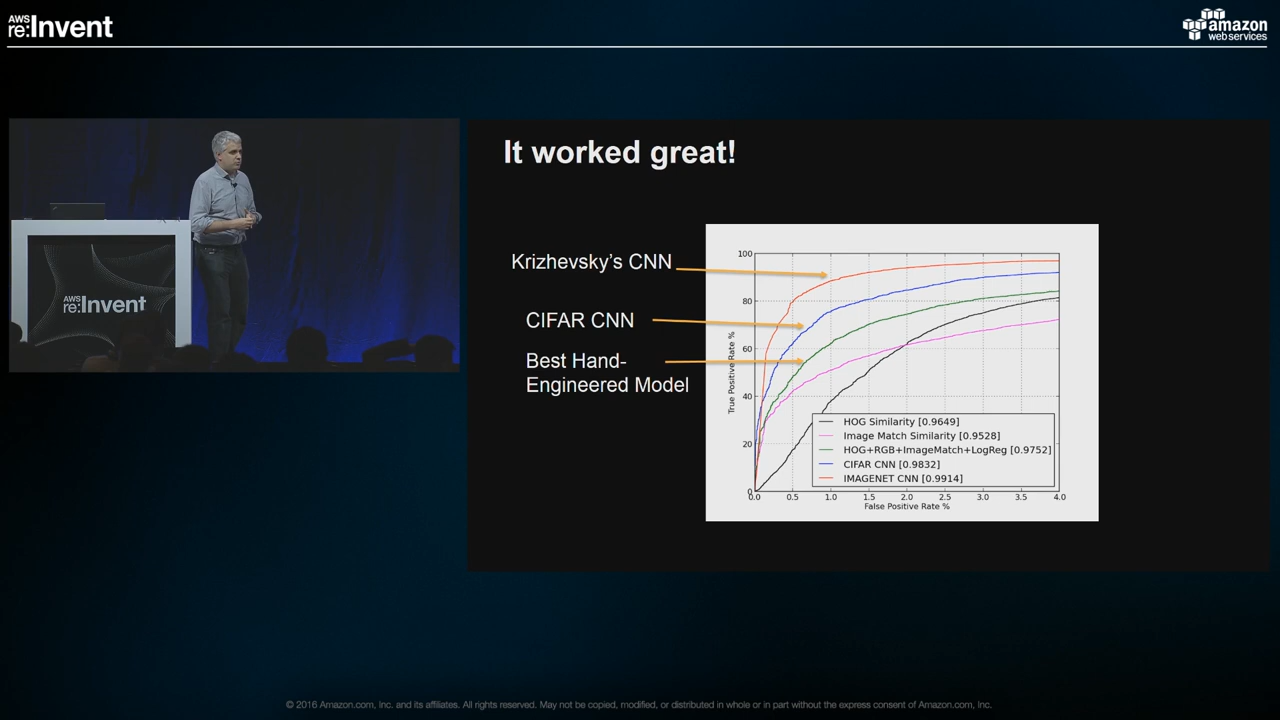 AWS
re:Invent
amazon
web services
It worked great!
Krizhevsky's CNN
CIFAR CNN
Best Hand-
Engineered Model
AWS
re:Invent
100
80
60
40
20
0
True Positive Rate %
HOG Similarity [0.9649]
Image Match Similarity [0.9528]
HOG+RGB+ImageMatch+LogReg [0.9752]
CIFAR CNN [0.9832]
IMAGENET CNN [0.9914]
0.0 0.5 1.0 1.5 2.0 2.5 3.0 3.5 4.0
False Positive Rate %
© 2016 Amazon.com, Inc. and its affiliates. All rights reserved. May not be copied, modified, or distributed in whole or in part without the express consent of Amazon.com, Inc.